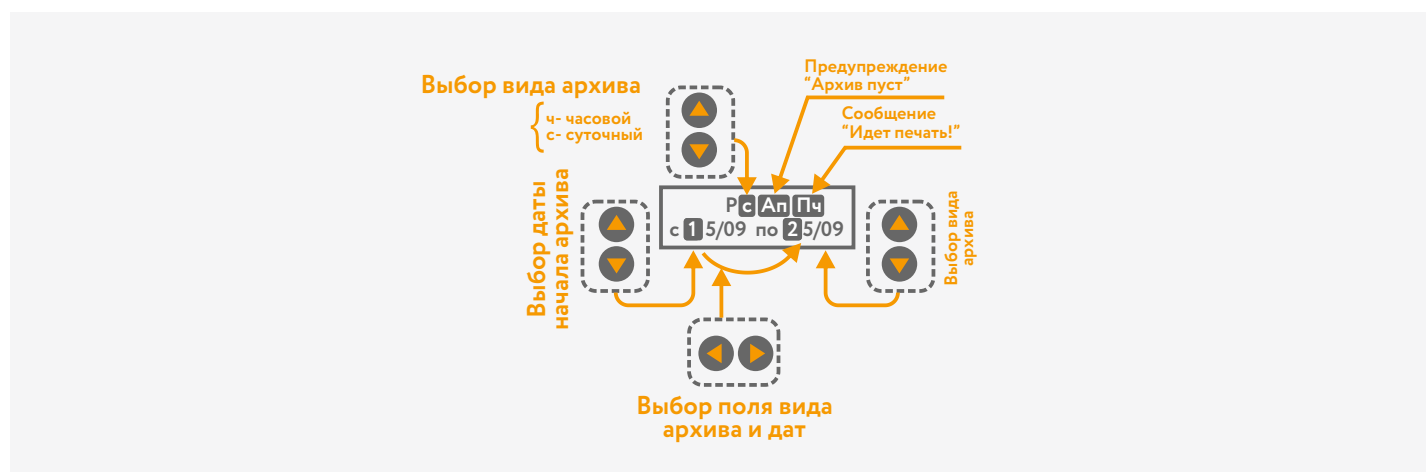 Выбор вида архива
ч- часовой
с- суточный
Предупреждение
“Архив пуст”
Сообщение
“Идет печать!”
Выбор даты
начала архива
Р с Ап Пч
с 1 5/09 по 2 5/09
Выбор вида
архива
Выбор поля вида
архива и дат